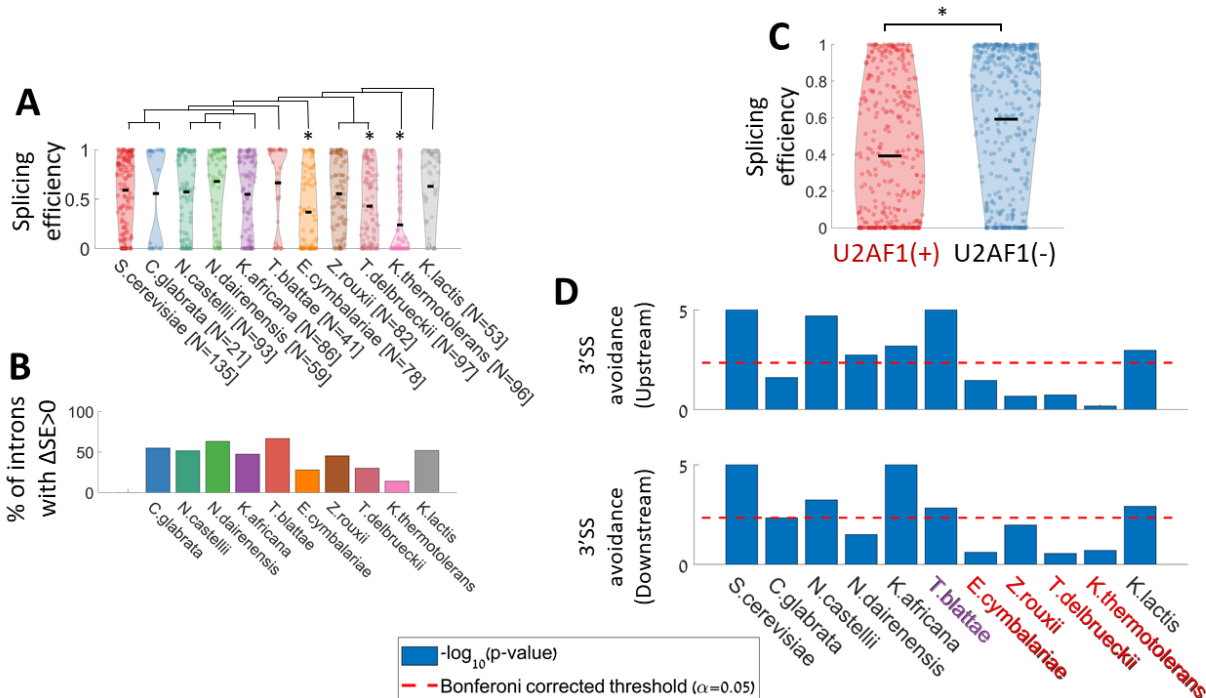 A
*
*
*
Splicing
efficiency
1
0.5
0
S.cerevisiae [N=135]
C.glabrata [N=21]
N.castellii [N=93]
N.dairenensis [N=59]
K.africana [N=86]
T.blattae [N=41]
E.cymbalariae [N=78]
Z.rouxii [N=82]
T.delbrueckii [N=97]
K.thermotolerans [N=96]
K.lactis [N=53]
B
% of introns
with ΔSE>0
100
50
0
C.glabrata
N.castellii
N.dairenensis
K.africana
T.blattae
E.cymbalariae
Z.rouxii
T.delbrueckii
K.thermotolerans
K.lactis
C
*
Splicing
efficiency
1
0.8
0.6
0.4
0.2
0
U2AF1(+)
U2AF1(-)
D
3'SS
avoidance
(Upstream)
5
0
3'SS
avoidance
(Downstream)
5
0
S.cerevisiae
C.glabrata
N.castellii
N.dairenensis
K.africana
T.blattae
E.cymbalariae
Z.rouxii
T.delbrueckii
K.thermotolerans
K.lactis
-log10(p-value)
Bonferoni corrected threshold (α=0.05)